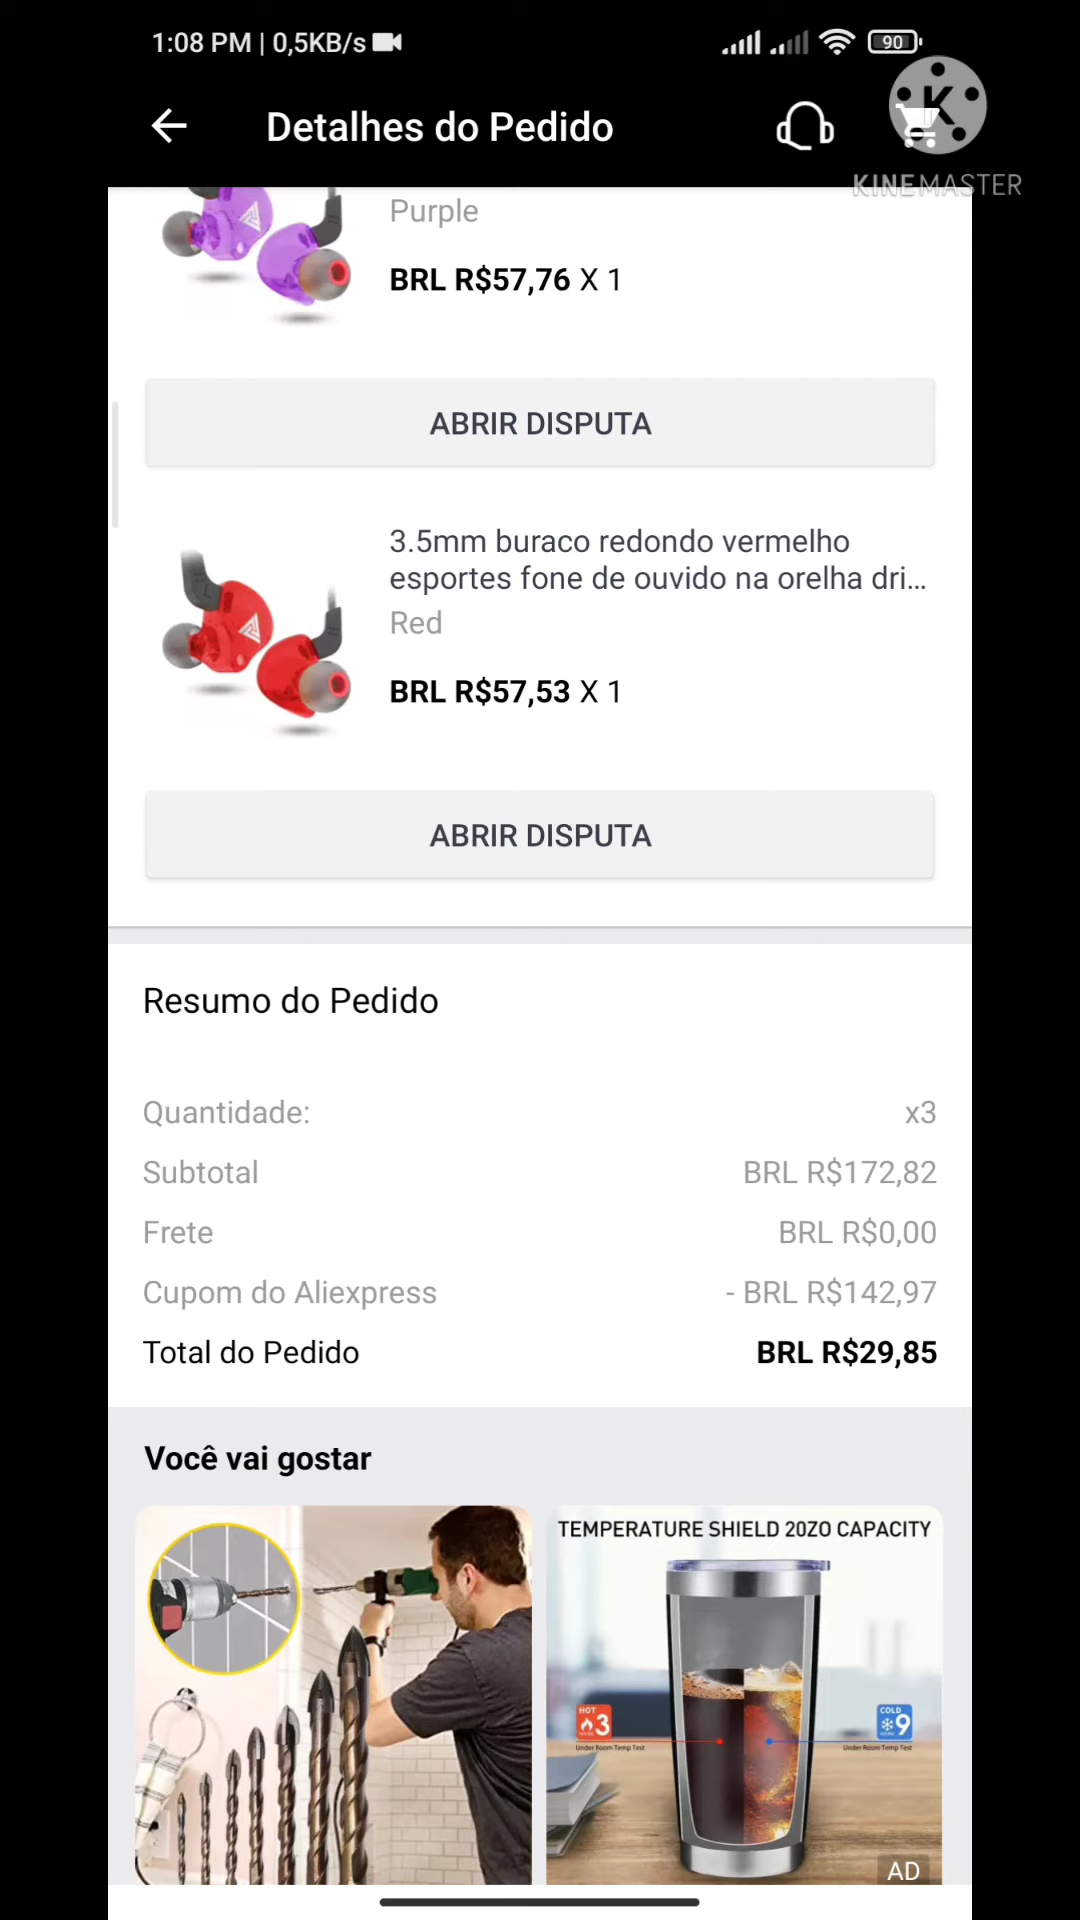 1:08 PM | 0,5KB/s
90
Detalhes do Pedido
K
KINEMASTER
Purple
BRL R$57,76 X 1
ABRIR DISPUTA
3.5mm buraco redondo vermelho
esportes fone de ouvido na orelha dri...
Red
BRL R$57,53 X 1
ABRIR DISPUTA
Resumo do Pedido
Quantidade: x3
Subtotal BRL R$172,82
Frete BRL R$0,00
Cupom do Aliexpress - BRL R$142,97
Total do Pedido BRL R$29,85
Você vai gostar
TEMPERATURE SHIELD 20ZO CAPACITY
HOT
3
Under Room Temp Test
COLD
9
Under Room Temp Test
AD